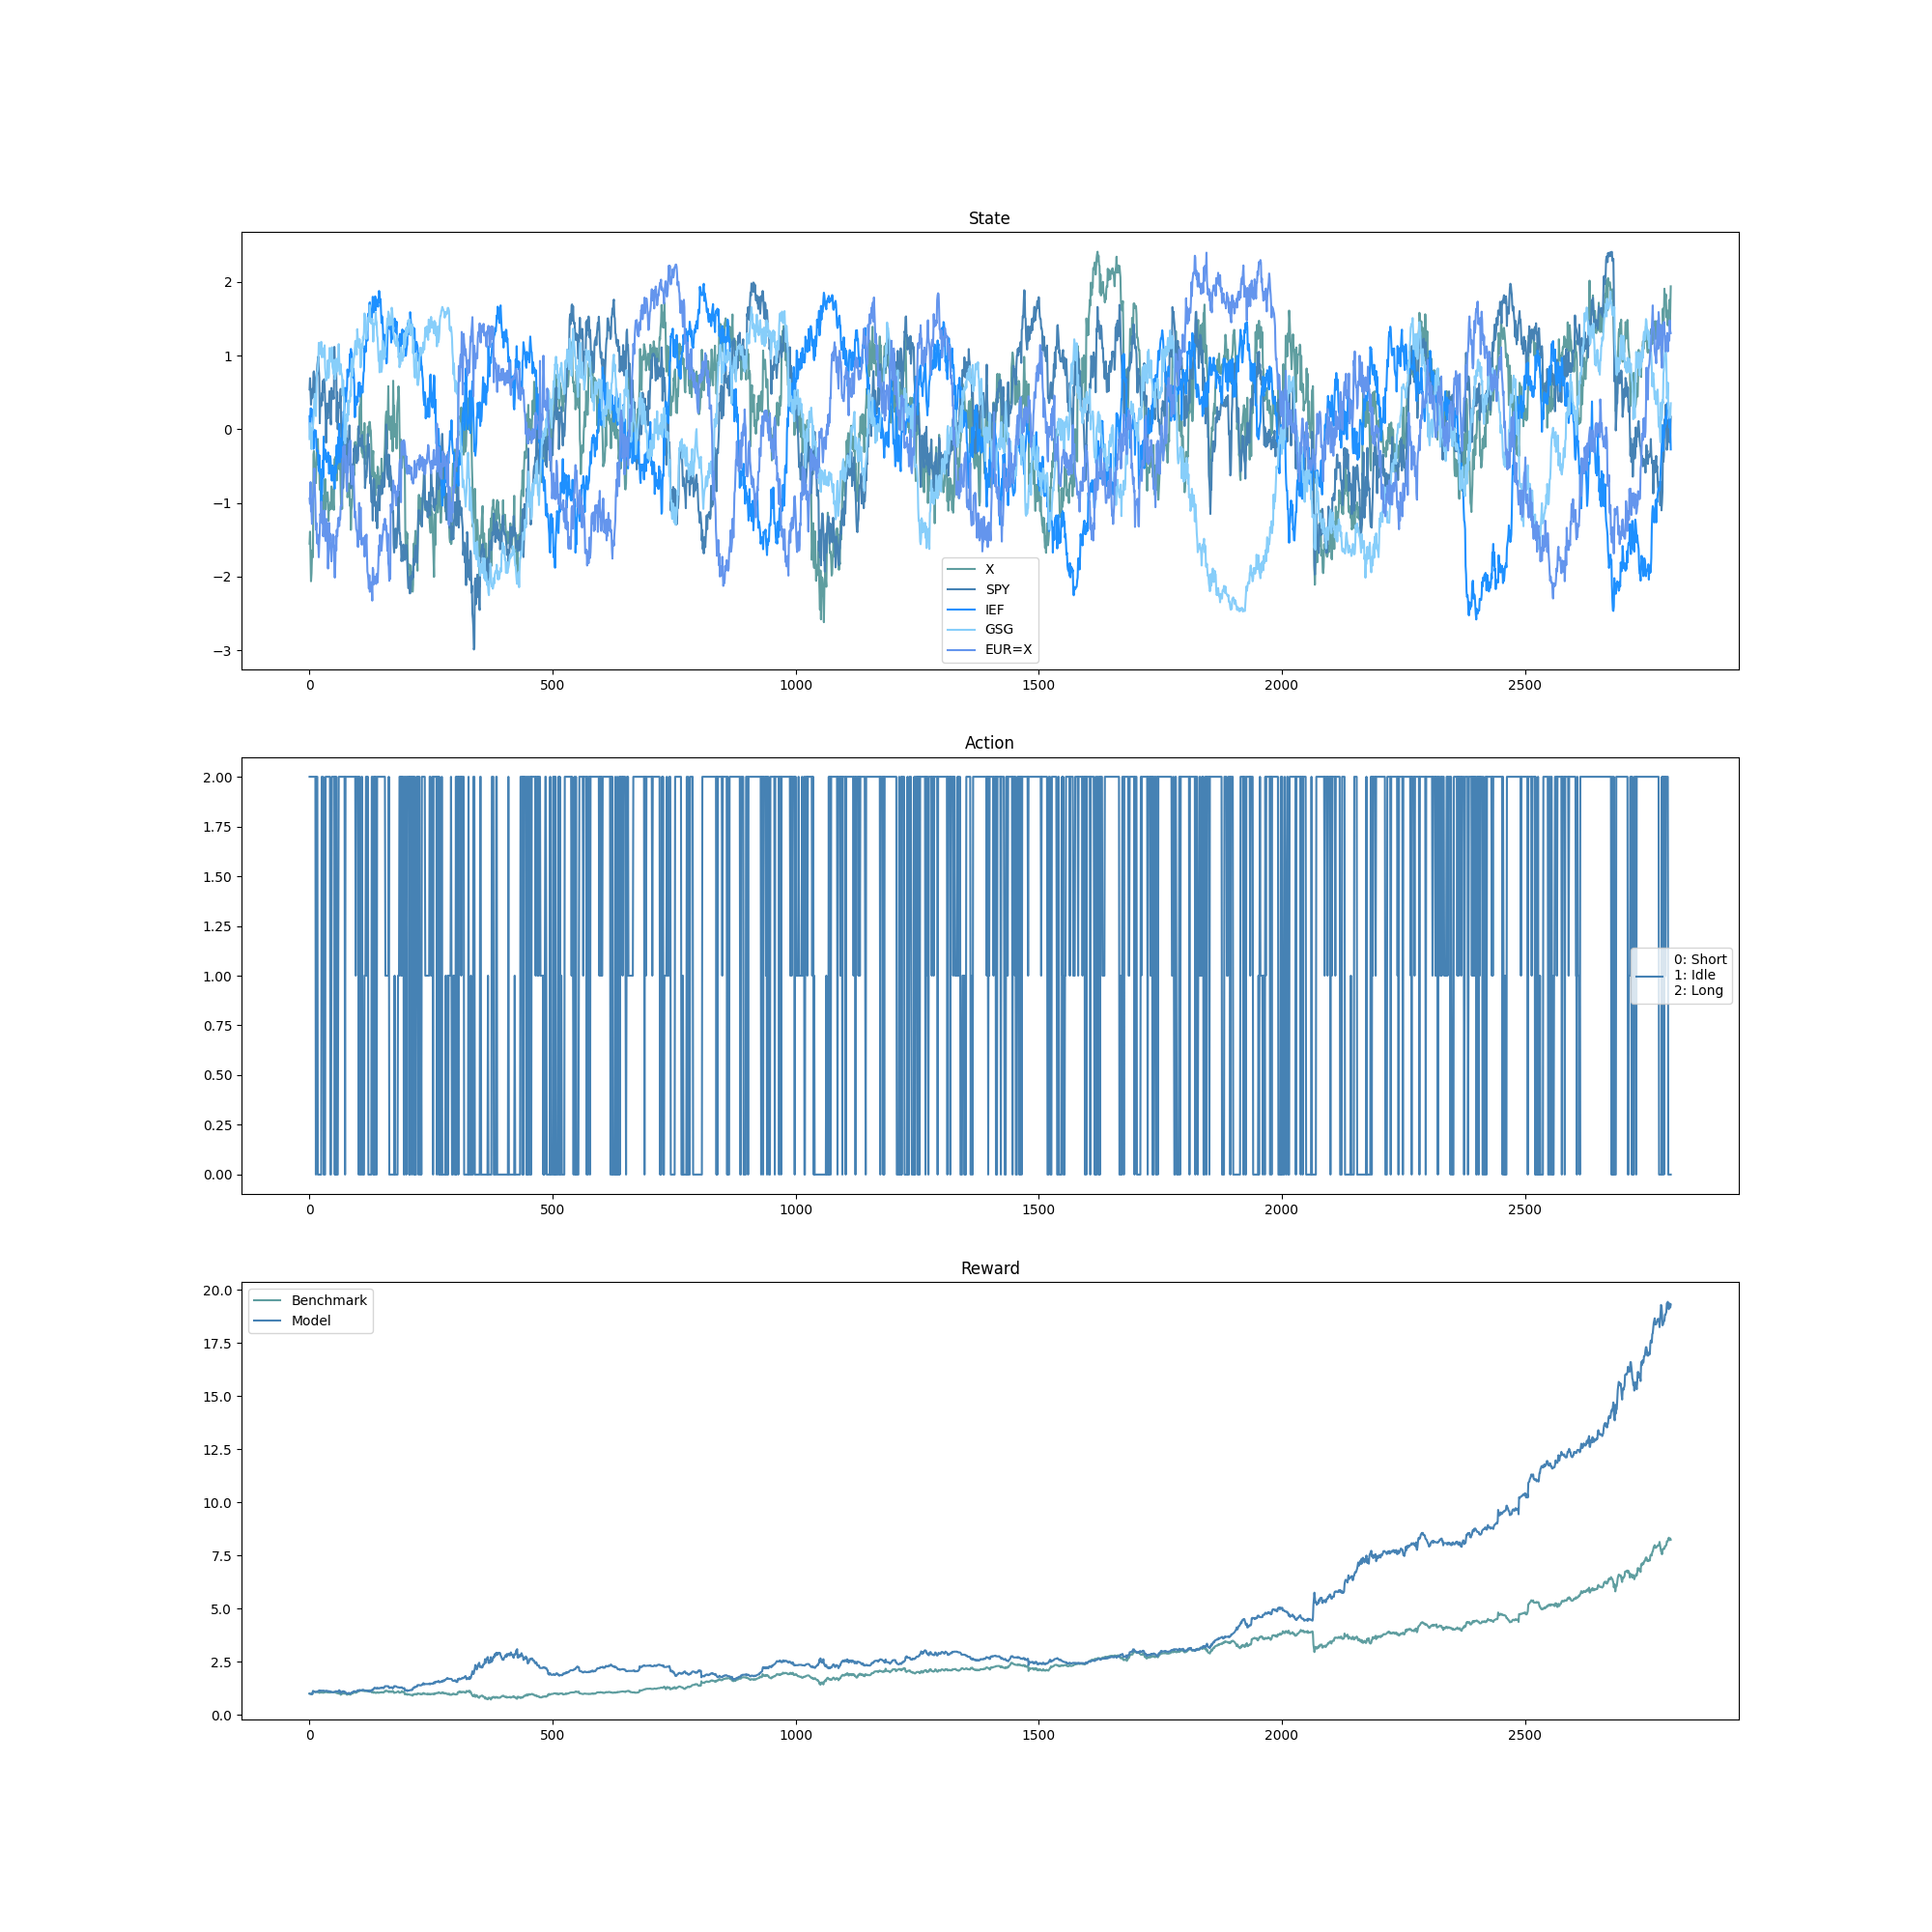 State
2
1
0
−1
−2
−3
X
SPY
IEF
GSG
EUR=X
0 500 1000 1500 2000 2500
Action
2.00
1.75
1.50
1.25
1.00
0.75
0.50
0.25
0.00
0: Short
1: Idle
2: Long
0 500 1000 1500 2000 2500
Reward
20.0
17.5
15.0
12.5
10.0
7.5
5.0
2.5
0.0
Benchmark
Model
0 500 1000 1500 2000 2500